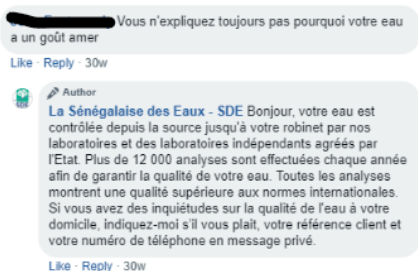 Vous n'expliquez toujours pas pourquoi votre eau
a un goût amer
Like · Reply · 30w
Author
La Sénégalaise des Eaux - SDE Bonjour, votre eau est
contrôlée depuis la source jusqu'à votre robinet par nos
laboratoires et des laboratoires indépendants agréés par
l'Etat. Plus de 12 000 analyses sont effectuées chaque année
afin de garantir la qualité de votre eau. Toutes les analyses
montrent une qualité supérieure aux normes internationales.
Si vous avez des inquiétudes sur la qualité de l'eau à votre
domicile, indiquez-moi s'il vous plait, votre référence client et
votre numéro de téléphone en message privé.
Like · Reply · 30w